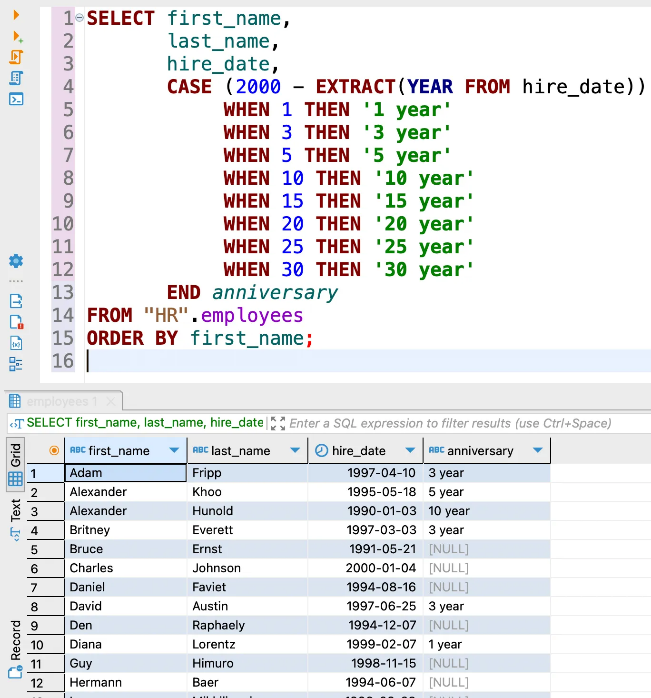 1 SELECT first_name,
2 last_name,
3 hire_date,
4 CASE (2000 - EXTRACT(YEAR FROM hire_date))
5 WHEN 1 THEN '1 year'
6 WHEN 3 THEN '3 year'
7 WHEN 5 THEN '5 year'
8 WHEN 10 THEN '10 year'
9 WHEN 15 THEN '15 year'
10 WHEN 20 THEN '20 year'
11 WHEN 25 THEN '25 year'
12 WHEN 30 THEN '30 year'
13 END anniversary
14 FROM "HR".employees
15 ORDER BY first_name;
16
employees 1
SELECT first_name, last_name, hire_date
Enter a SQL expression to filter results (use Ctrl+Space)
Grid
Text
Record
ABC first_name ABC last_name hire_date ABC anniversary
1 Adam Fripp 1997-04-10 3 year
2 Alexander Khoo 1995-05-18 5 year
3 Alexander Hunold 1990-01-03 10 year
4 Britney Everett 1997-03-03 3 year
5 Bruce Ernst 1991-05-21 [NULL]
6 Charles Johnson 2000-01-04 [NULL]
7 Daniel Faviet 1994-08-16 [NULL]
8 David Austin 1997-06-25 3 year
9 Den Raphaely 1994-12-07 [NULL]
10 Diana Lorentz 1999-02-07 1 year
11 Guy Himuro 1998-11-15 [NULL]
12 Hermann Baer 1994-06-07 [NULL]